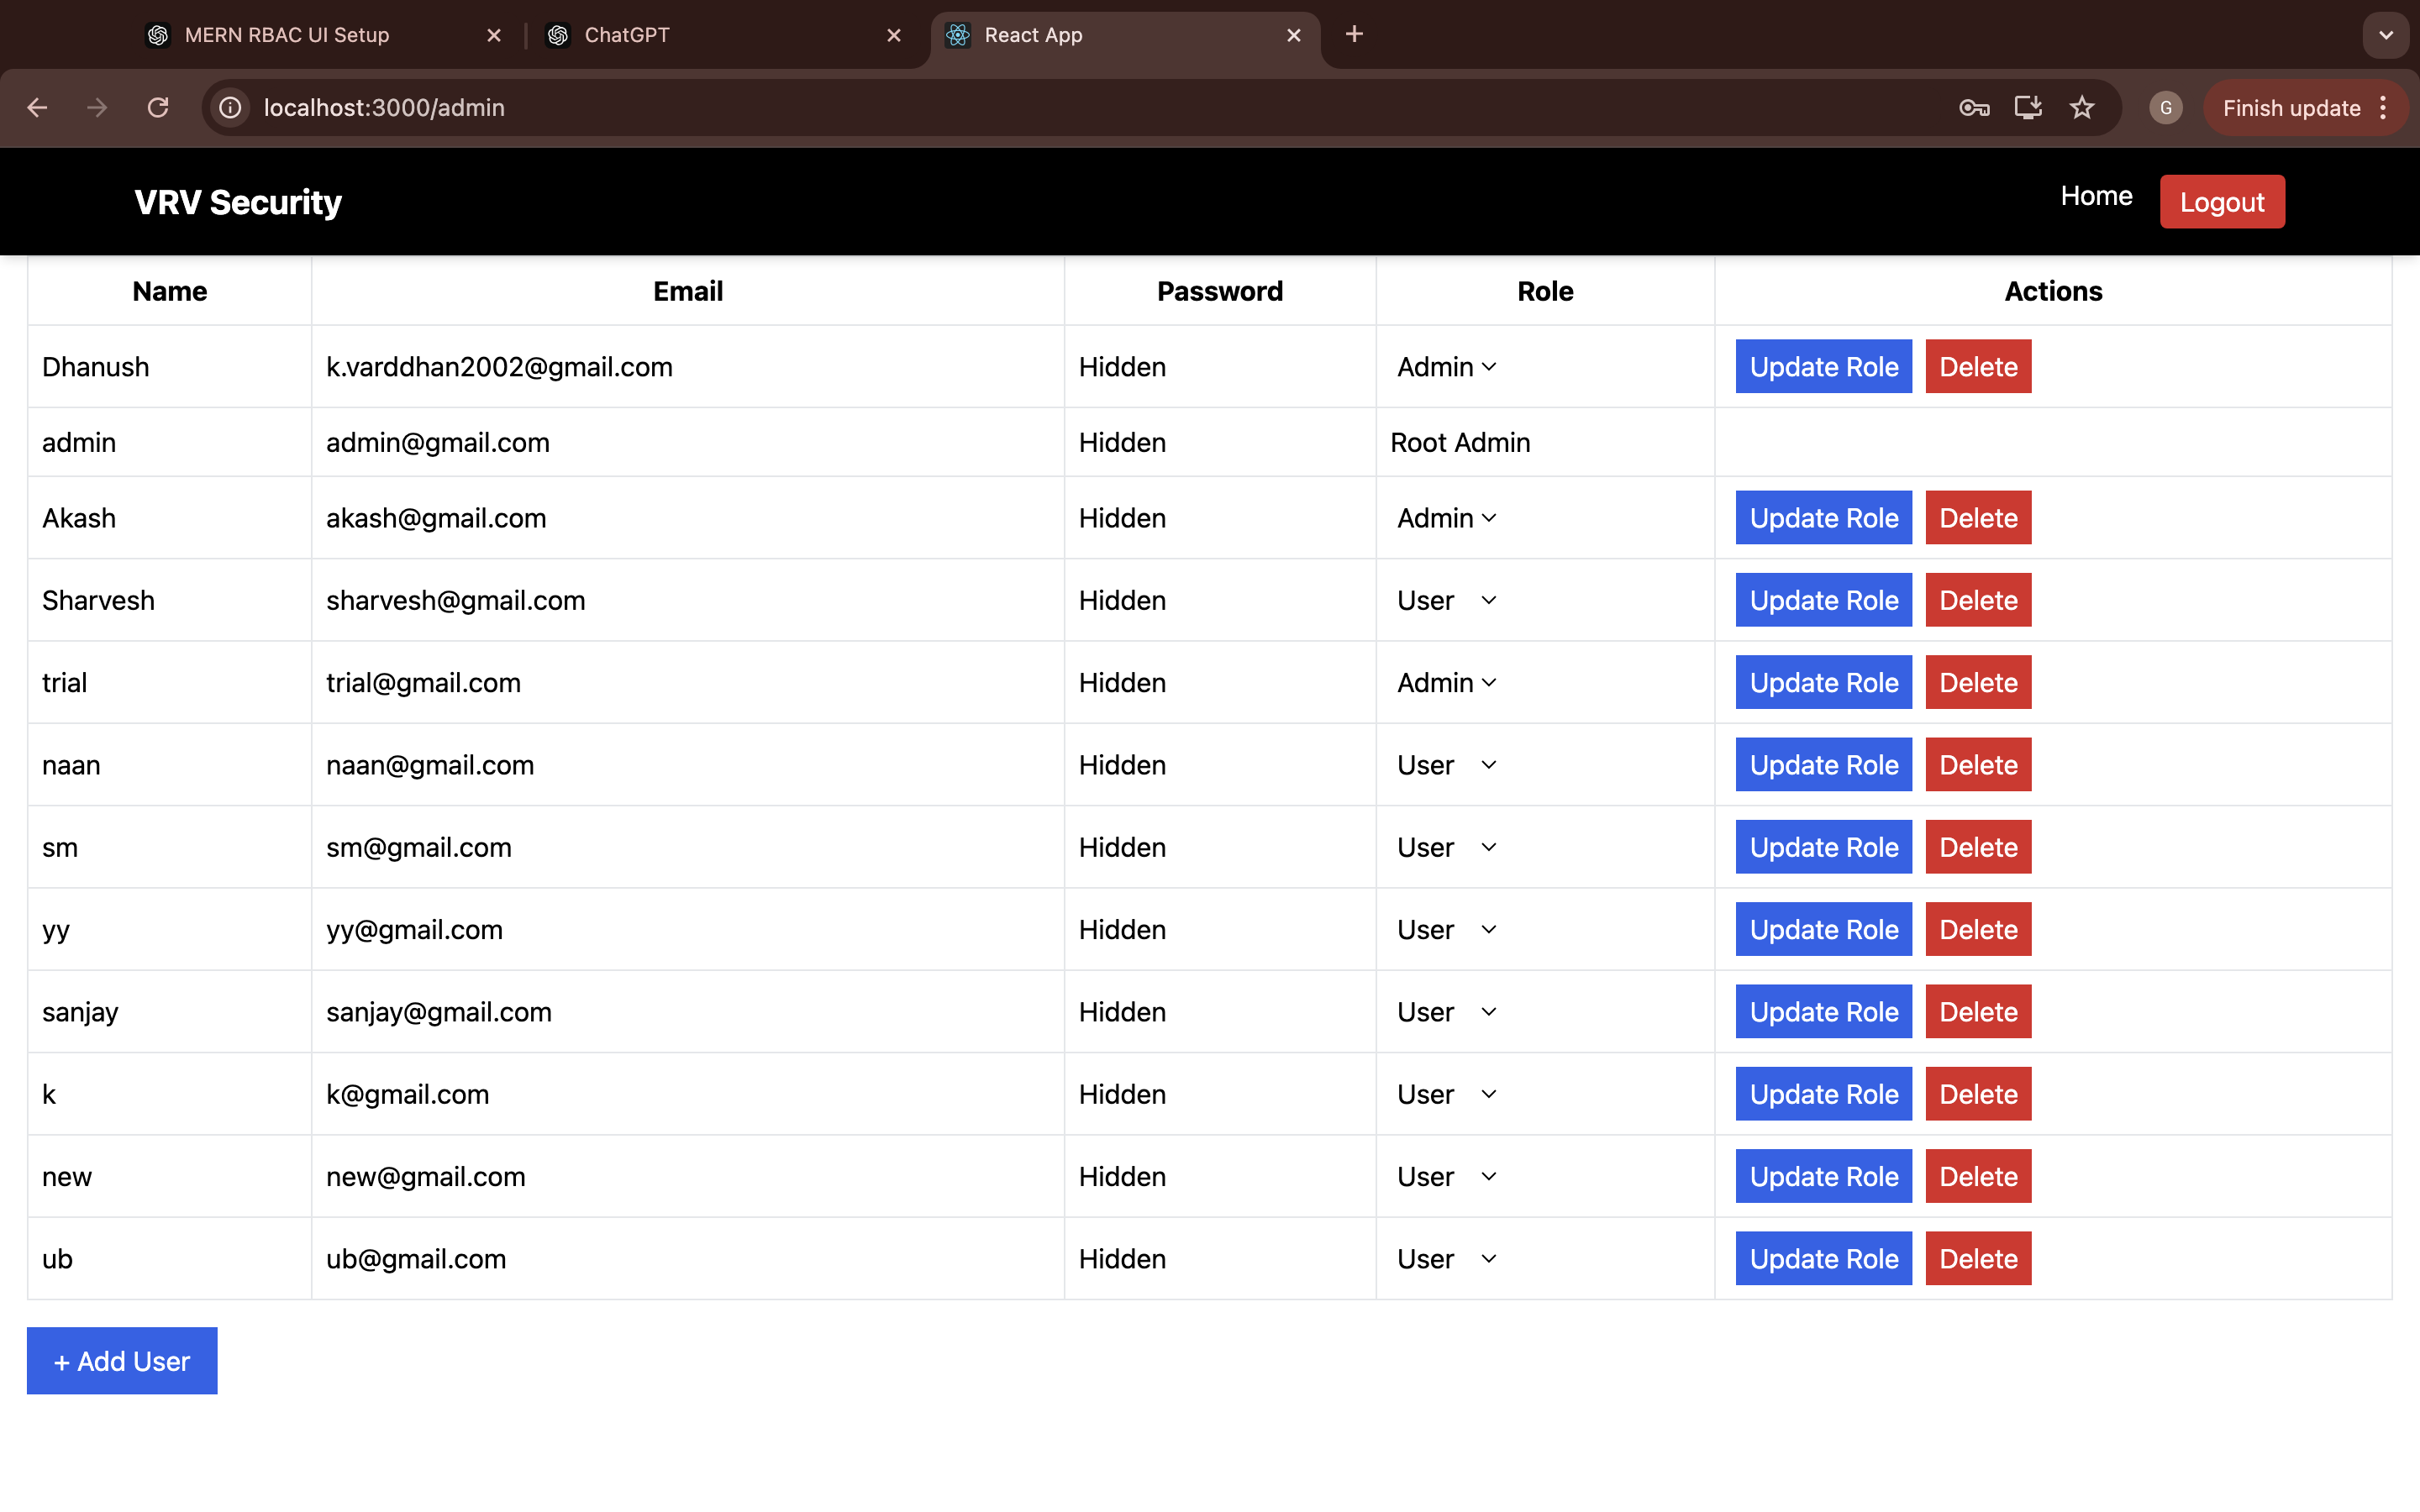 MERN RBAC UI Setup ChatGPT React App
localhost:3000/admin G Finish update
VRV Security Home Logout
Name Email Password Role Actions
Dhanush k.varddhan2002@gmail.com Hidden Admin Update Role Delete
admin admin@gmail.com Hidden Root Admin
Akash akash@gmail.com Hidden Admin Update Role Delete
Sharvesh sharvesh@gmail.com Hidden User Update Role Delete
trial trial@gmail.com Hidden Admin Update Role Delete
naan naan@gmail.com Hidden User Update Role Delete
sm sm@gmail.com Hidden User Update Role Delete
yy yy@gmail.com Hidden User Update Role Delete
sanjay sanjay@gmail.com Hidden User Update Role Delete
k k@gmail.com Hidden User Update Role Delete
new new@gmail.com Hidden User Update Role Delete
ub ub@gmail.com Hidden User Update Role Delete
+ Add User